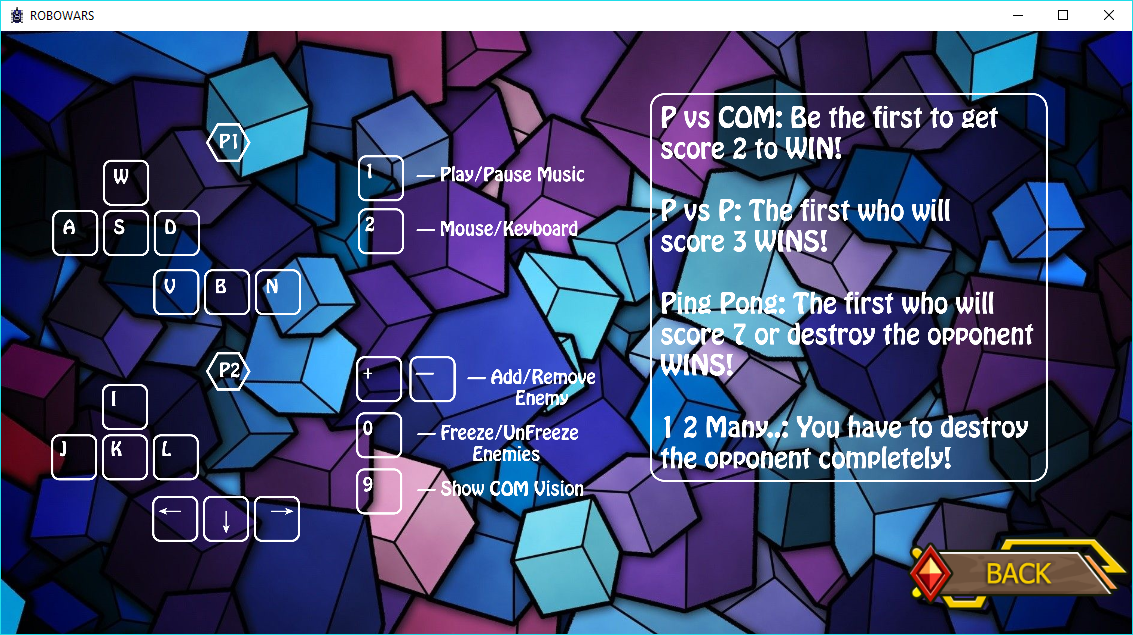 ROBOWARS
P1
W
A S D
V B N
P2
I
J K L
← ↓ →
1 — Play/Pause Music
2 — Mouse/Keyboard
+ — — Add/Remove
Enemy
0 — Freeze/UnFreeze
Enemies
9 — Show COM Vision
P vs COM: Be the first to get
score 2 to WIN!
P vs P: The first who will
score 3 WINS!
Ping Pong: The first who will
score 7 or destroy the opponent
WINS!
1 2 Many..: You have to destroy
the opponent completely!
BACK